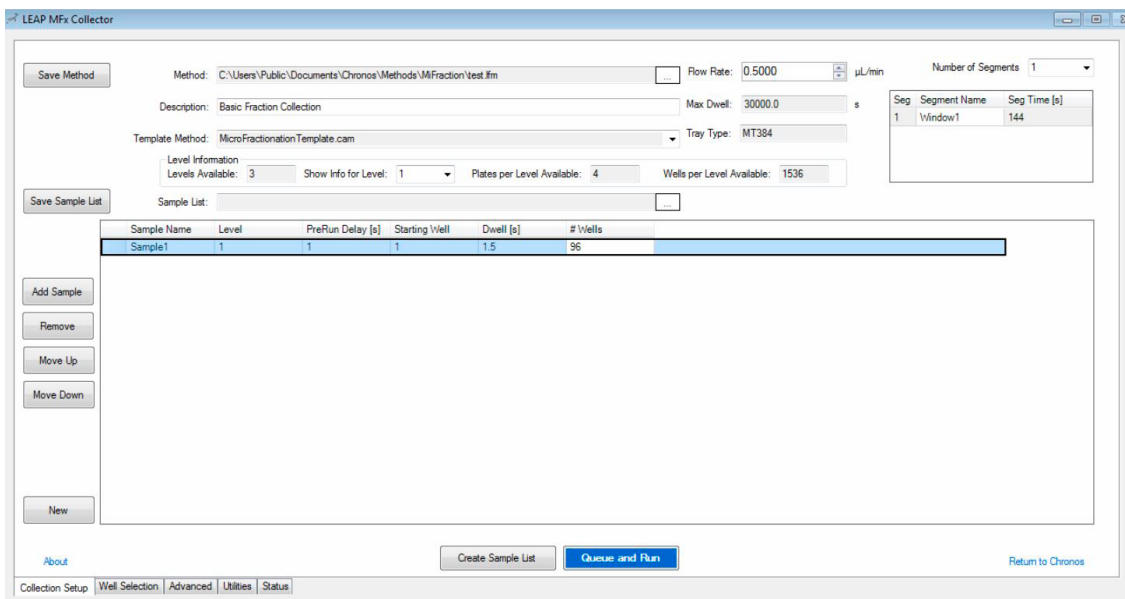 LEAP MFx Collector
Save Method
Method: C:\Users\Public\Documents\Chronos\Methods\MiFraction\test.lfm ... Flow Rate: 0.5000 µL/min Number of Segments 1
Description: Basic Fraction Collection Max Dwell: 30000.0 s
Seg Segment Name Seg Time [s]
1 Window1 144
Template Method: MicroFractionationTemplate.cam Tray Type: MT384
Level Information
Levels Available: 3 Show Info for Level: 1 Plates per Level Available: 4 Wells per Level Available: 1536
Save Sample List Sample List: ...
Sample Name Level PreRun Delay [s] Starting Well Dwell [s] # Wells
Sample1 1 1 1 1.5 96
Add Sample
Remove
Move Up
Move Down
New
About Create Sample List Queue and Run Return to Chronos
Collection Setup Well Selection Advanced Utilities Status